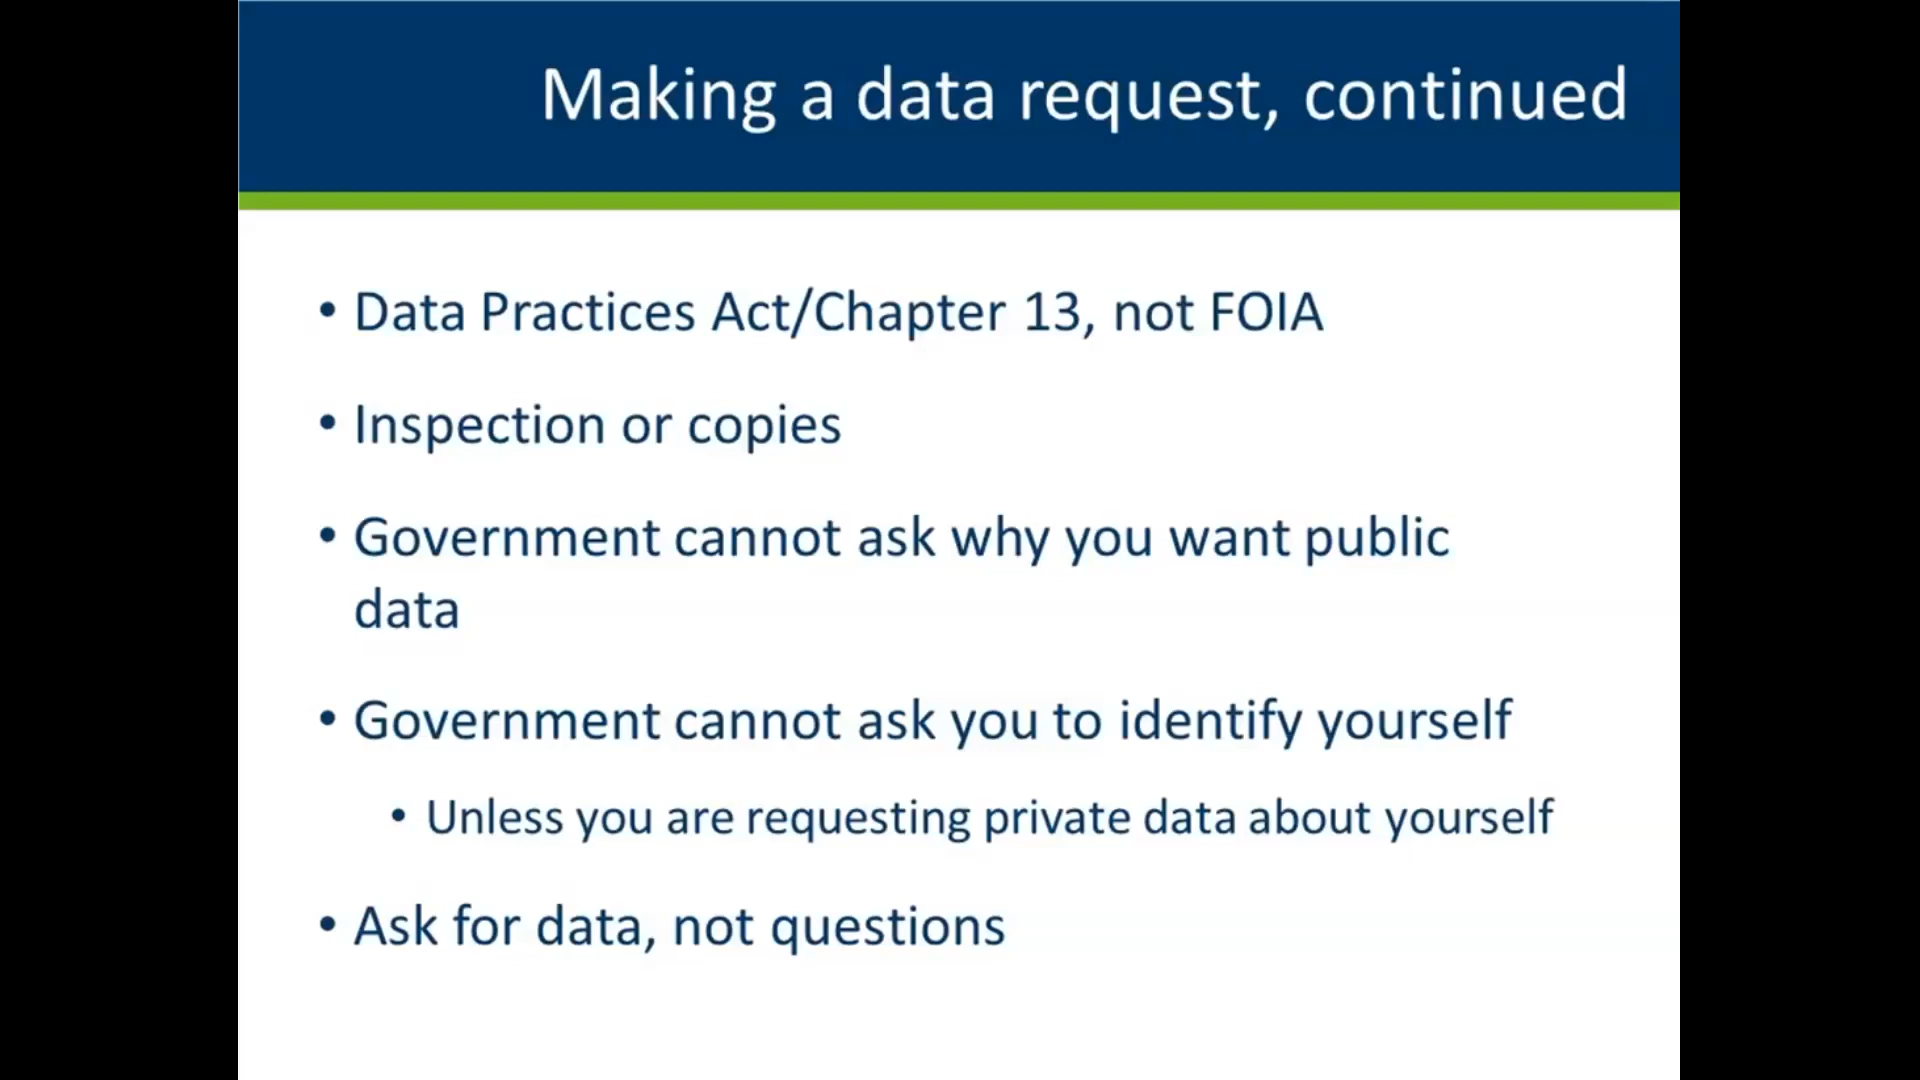 Making a data request, continued
• Data Practices Act/Chapter 13, not FOIA
• Inspection or copies
• Government cannot ask why you want public
data
• Government cannot ask you to identify yourself
• Unless you are requesting private data about yourself
• Ask for data, not questions